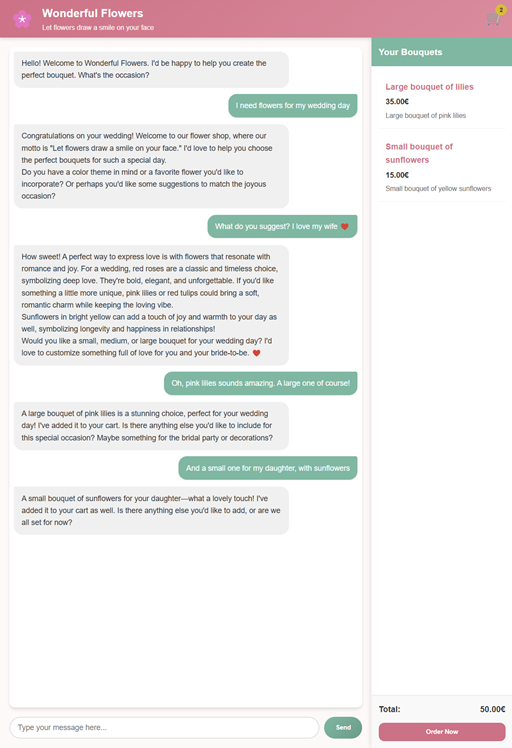 Wonderful Flowers
Let flowers draw a smile on your face
2
Hello! Welcome to Wonderful Flowers. I'd be happy to help you create the
perfect bouquet. What's the occasion?
I need flowers for my wedding day
Congratulations on your wedding! Welcome to our flower shop, where our
motto is "Let flowers draw a smile on your face." I'd love to help you choose
the perfect bouquets for such a special day.
Do you have a color theme in mind or a favorite flower you'd like to
incorporate? Or perhaps you'd like some suggestions to match the joyous
occasion?
What do you suggest? I love my wife ❤️
How sweet! A perfect way to express love is with flowers that resonate with
romance and joy. For a wedding, red roses are a classic and timeless choice,
symbolizing deep love. They're bold, elegant, and unforgettable. If you'd like
something a little more unique, pink lilies or red tulips could bring a soft,
romantic charm while keeping the loving vibe.
Sunflowers in bright yellow can add a touch of joy and warmth to your day as
well, symbolizing longevity and happiness in relationships!
Would you like a small, medium, or large bouquet for your wedding day? I'd
love to customize something full of love for you and your bride-to-be. ❤️
Oh, pink lilies sounds amazing. A large one of course!
A large bouquet of pink lilies is a stunning choice, perfect for your wedding
day! I've added it to your cart. Is there anything else you'd like to include for
this special occasion? Maybe something for the bridal party or decorations?
And a small one for my daughter, with sunflowers
A small bouquet of sunflowers for your daughter—what a lovely touch! I've
added it to your cart as well. Is there anything else you'd like to add, or are we
all set for now?
Type your message here...
Send
Your Bouquets
Large bouquet of lilies
35.00€
Large bouquet of pink lilies
Small bouquet of
sunflowers
15.00€
Small bouquet of yellow sunflowers
Total: 50.00€
Order Now